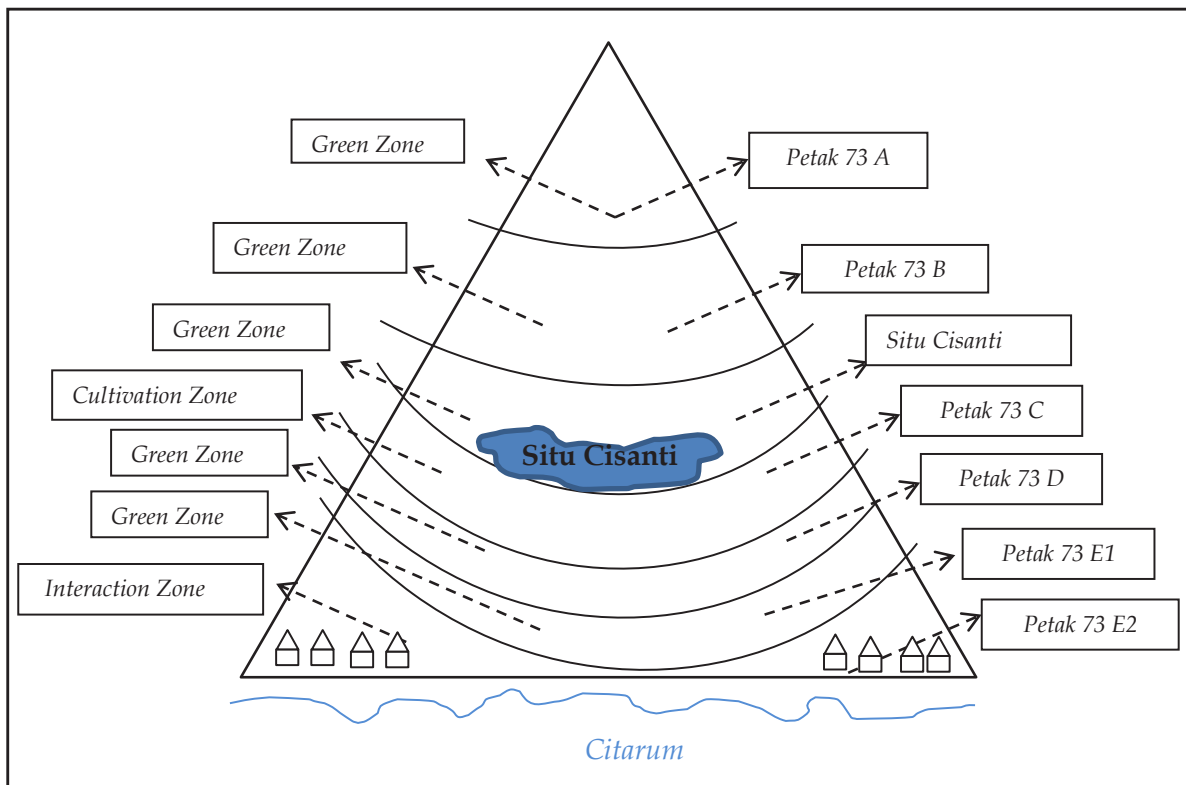 Green Zone
Petak 73 A
Green Zone
Petak 73 B
Green Zone
Situ Cisanti
Cultivation Zone
Petak 73 C
Green Zone
Situ Cisanti
Petak 73 D
Green Zone
Petak 73 E1
Interaction Zone
Petak 73 E2
Citarum